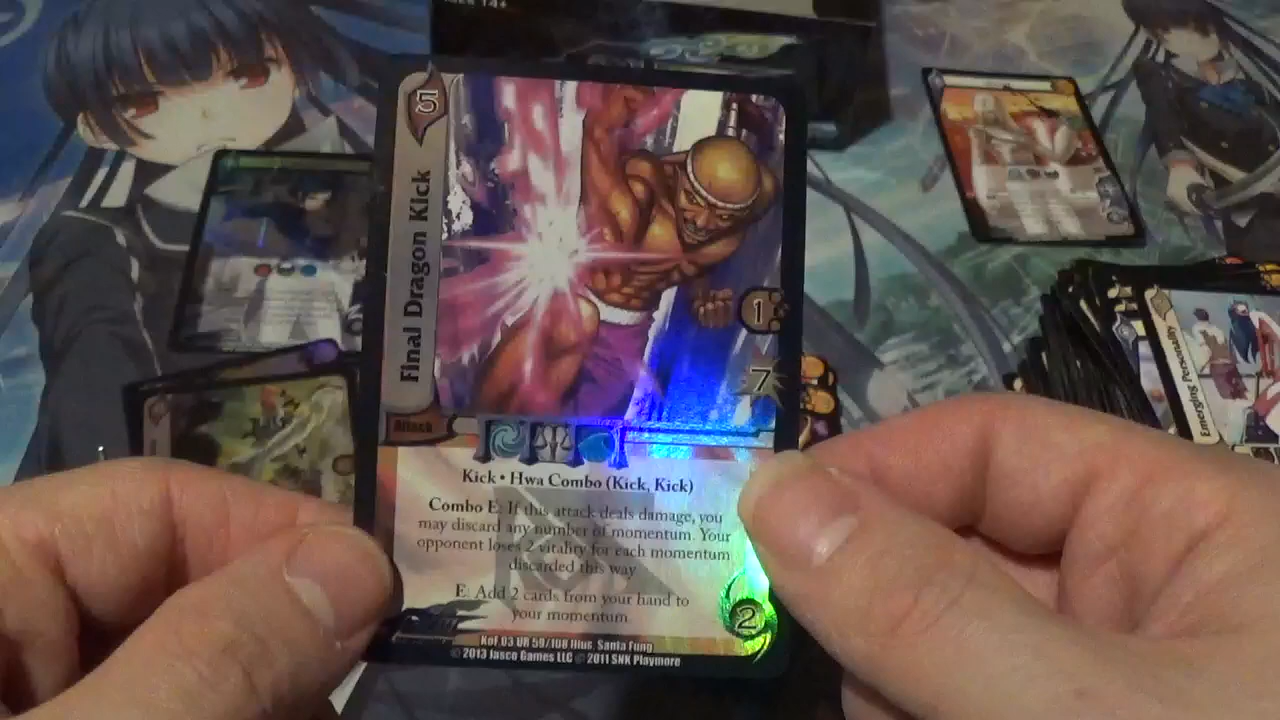 AGES 14+
5
Final Dragon Kick
1
7
Attack
Kick • Hwa Combo (Kick, Kick)
Combo E: If this attack deals damage, you
may discard any number of momentum. Your
opponent loses 2 vitality for each momentum
discarded this way
E: Add 2 cards from your hand to
your momentum
2
Kof.03 UR 59/108 Illus. Santa Fung
© 2013 Jasco Games LLC © 2011 SNK Playmore
Emerging Personality